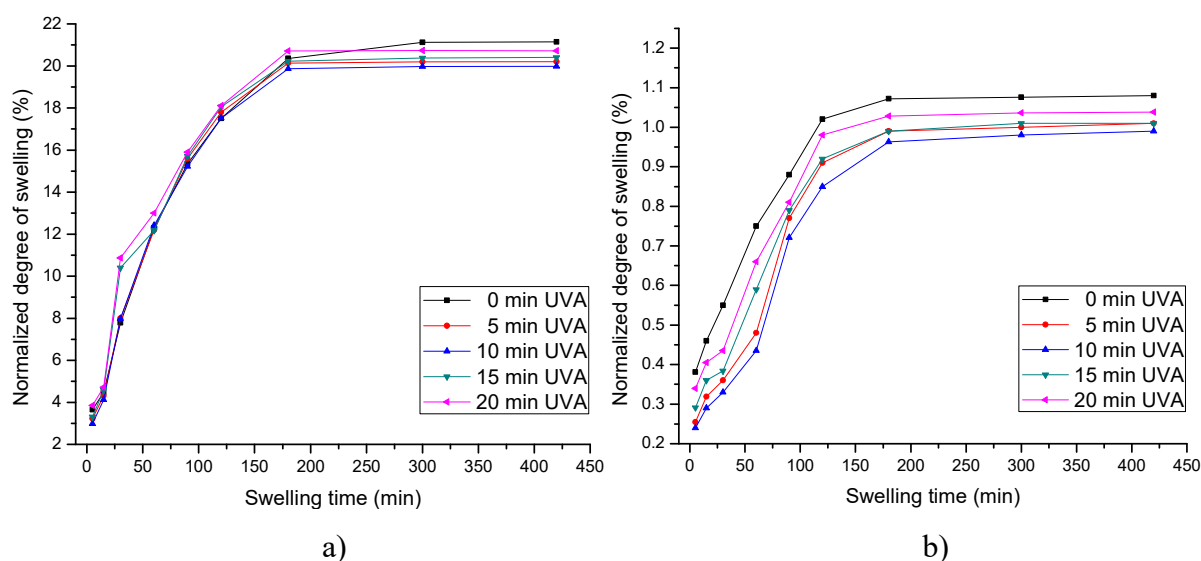 22
20
18
16
14
12
10
8
6
4
2
Normalized degree of swelling (%)
0 min UVA
5 min UVA
10 min UVA
15 min UVA
20 min UVA
0 50 100 150 200 250 300 350 400 450
Swelling time (min)
a)
1.2
1.1
1.0
0.9
0.8
0.7
0.6
0.5
0.4
0.3
0.2
Normalized degree of swelling (%)
0 min UVA
5 min UVA
10 min UVA
15 min UVA
20 min UVA
0 50 100 150 200 250 300 350 400 450
Swelling time (min)
b)